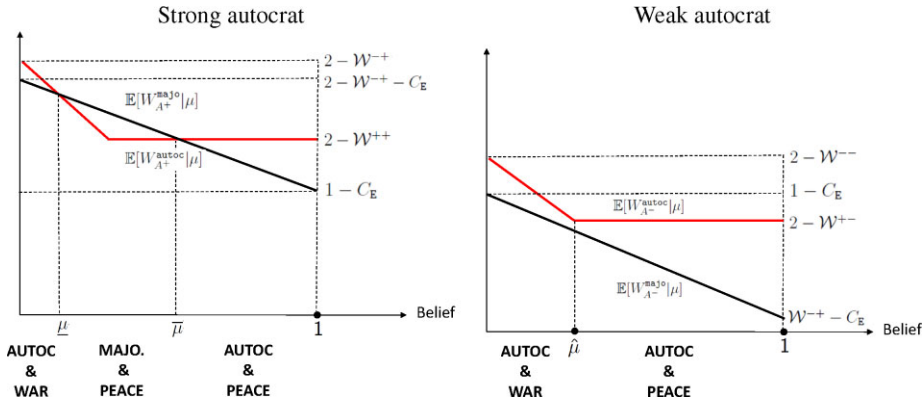 Strong autocrat
2 − 𝒲⁻⁺
2 − 𝒲⁻⁺ − C_E
𝔼[W_{A⁺}^{majo}|μ]
2 − 𝒲⁺⁺
𝔼[W_{A⁺}^{autoc}|μ]
1 − C_E
Belief
μ̲
μ̄
1
AUTOC
&
WAR
MAJO.
&
PEACE
AUTOC
&
PEACE
Weak autocrat
2 − 𝒲⁻⁻
1 − C_E
𝔼[W_{A⁻}^{autoc}|μ]
2 − 𝒲⁺⁻
𝔼[W_{A⁻}^{majo}|μ]
𝒲⁻⁺ − C_E
Belief
μ̂
1
AUTOC
&
WAR
AUTOC
&
PEACE